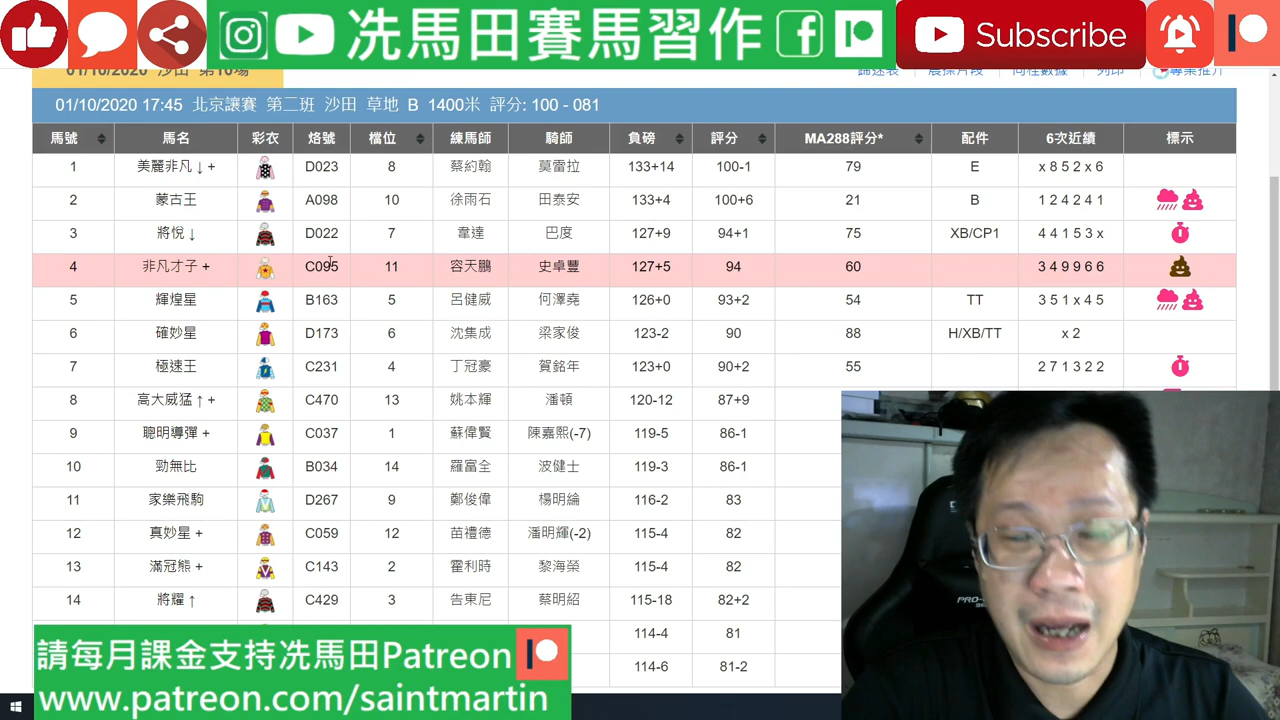 冼馬田賽馬習作
Subscribe
01/10/2020 沙田 第10場
01/10/2020 17:45 北京讓賽 第二班 沙田 草地 B 1400米 評分: 100 - 081
馬號 馬名 彩衣 烙號 檔位 練馬師 騎師 負磅 評分 MA288評分* 配件 6次近績 標示
1 美麗非凡↓+ D023 8 蔡約翰 莫雷拉 133+14 100-1 79 E x 8 5 2 x 6
2 蒙古王 A098 10 徐雨石 田泰安 133+4 100+6 21 B 1 2 4 2 4 1
3 將悅↓ D022 7 韋達 巴度 127+9 94+1 75 XB/CP1 4 4 1 5 3 x
4 非凡才子 + C095 11 容天鵬 史卓豐 127+5 94 60 3 4 9 9 6 6
5 輝煌星 B163 5 呂健威 何澤堯 126+0 93+2 54 TT 3 5 1 x 4 5
6 確妙星 D173 6 沈集成 梁家俊 123-2 90 88 H/XB/TT x 2
7 極速王 C231 4 丁冠豪 賀銘年 123+0 90+2 55 2 7 1 3 2 2
8 高大威猛↑+ C470 13 姚本輝 潘頓 120-12 87+9
9 聰明導彈 + C037 1 蘇偉賢 陳嘉熙(-7) 119-5 86-1
10 勁無比 B034 14 羅富全 波健士 119-3 86-1
11 家樂飛駒 D267 9 鄭俊偉 楊明綸 116-2 83
12 真妙星 + C059 12 苗禮德 潘明輝(-2) 115-4 82
13 滿冠熊 + C143 2 霍利時 黎海榮 115-4 82
14 將耀↑ C429 3 告東尼 蔡明紹 115-18 82+2
114-4 81
114-6 81-2
請每月課金支持冼馬田Patreon
www.patreon.com/saintmartin